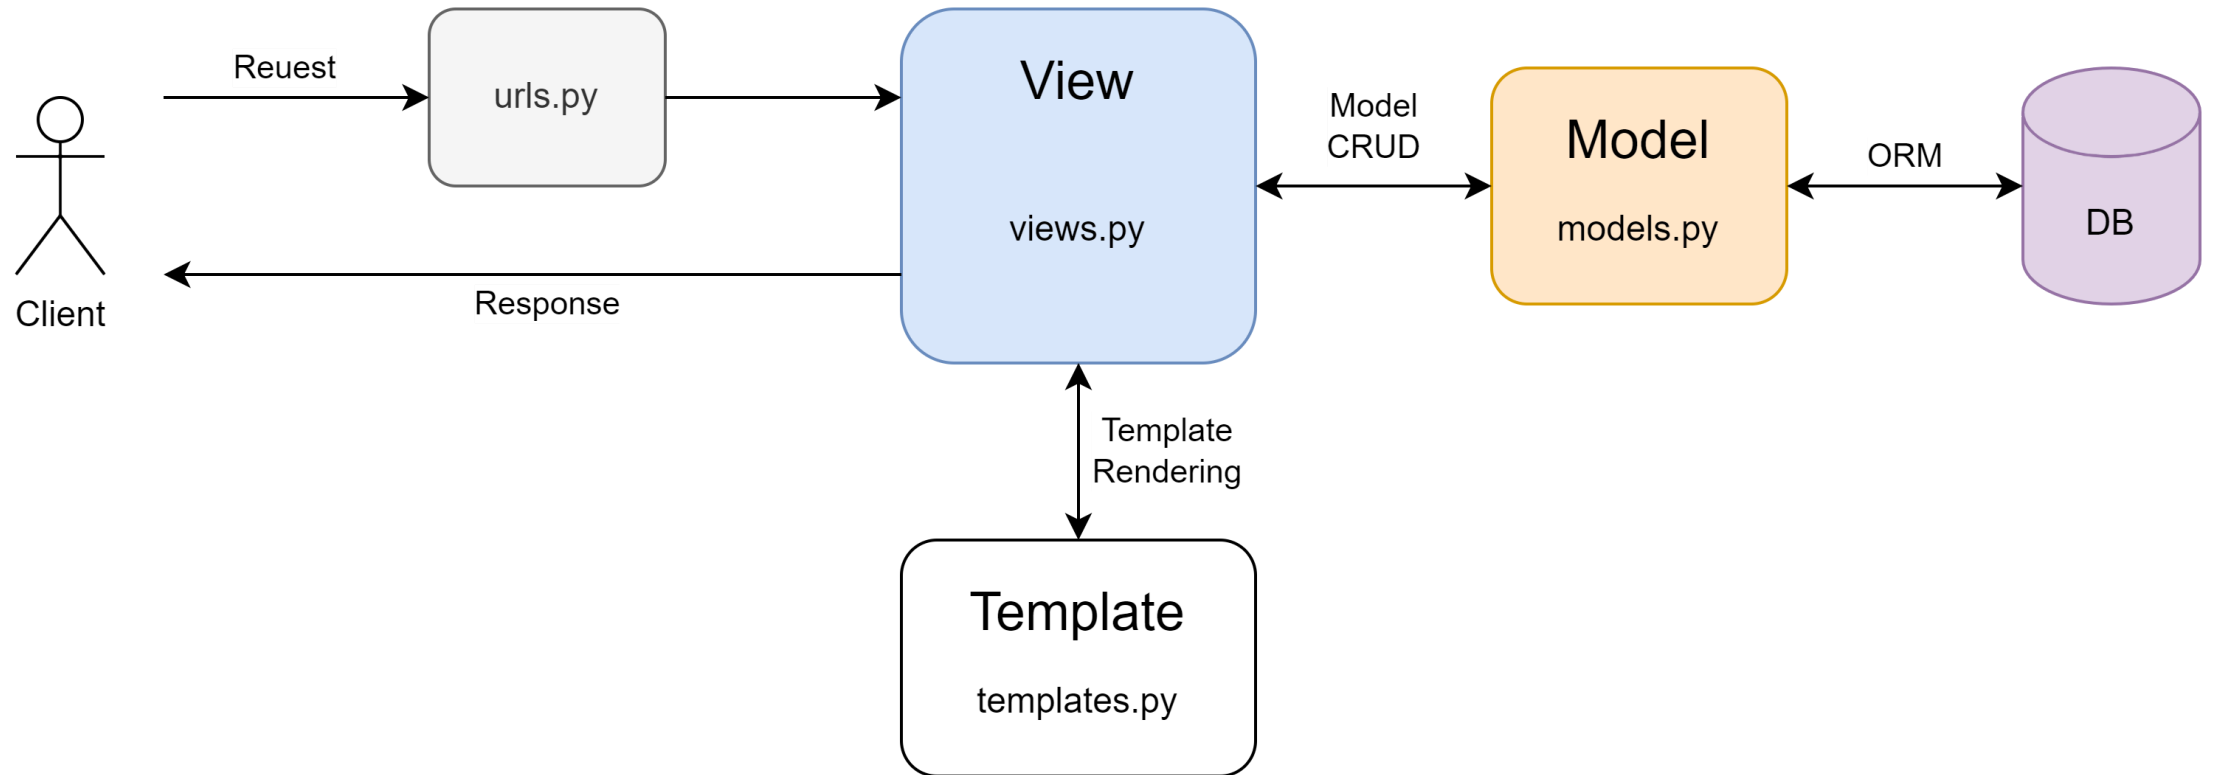 Reuest
urls.py
View
views.py
Model
CRUD
Model
models.py
ORM
DB
Client
Response
Template
Rendering
Template
templates.py